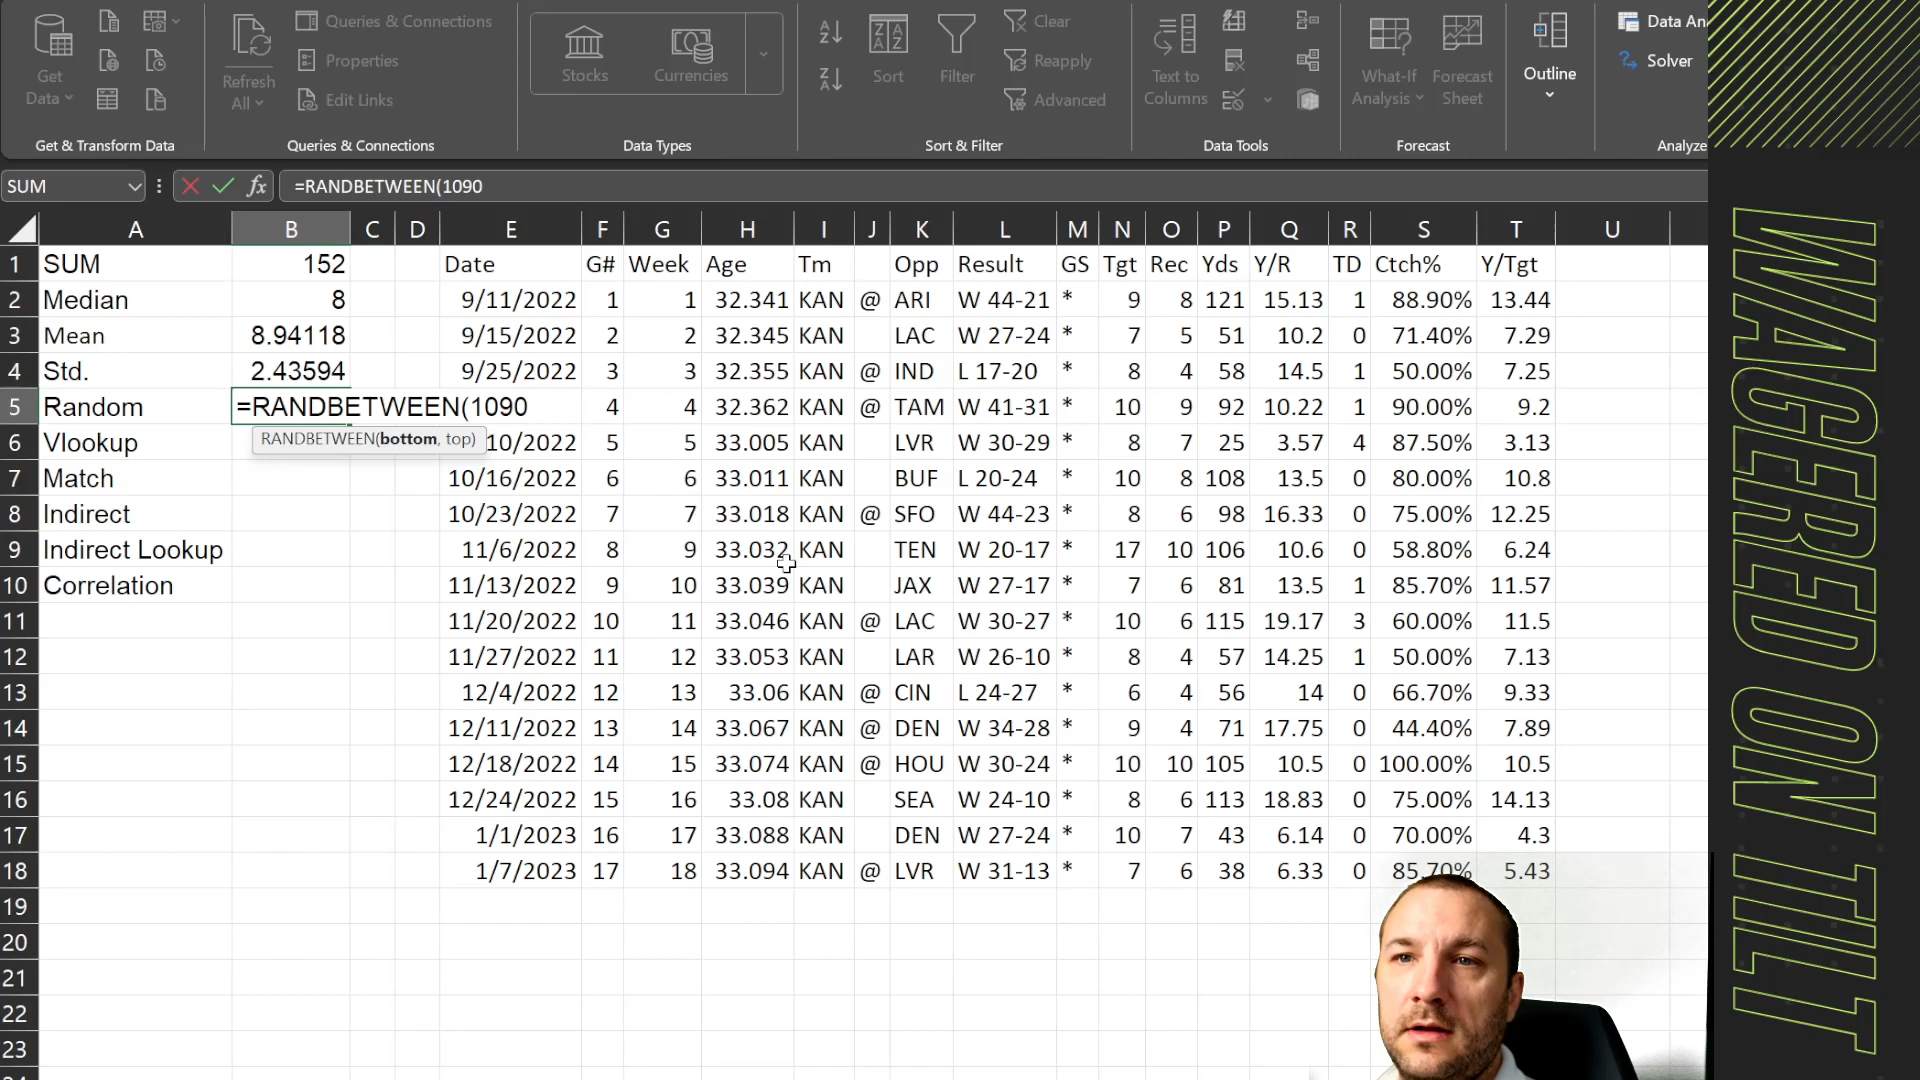 Get Data
Refresh All
Queries & Connections
Properties
Edit Links
Stocks
Currencies
Sort
Filter
Clear
Reapply
Advanced
Text to Columns
What-If Analysis
Forecast Sheet
Outline
Data An
Solver
Get & Transform Data
Queries & Connections
Data Types
Sort & Filter
Data Tools
Forecast
Analyze
SUM
fx
=RANDBETWEEN(1090
A B C D E F G H I J K L M N O P Q R S T U
1 SUM 152 Date G# Week Age Tm Opp Result GS Tgt Rec Yds Y/R TD Ctch% Y/Tgt
2 Median 8 9/11/2022 1 1 32.341 KAN @ ARI W 44-21 * 9 8 121 15.13 1 88.90% 13.44
3 Mean 8.94118 9/15/2022 2 2 32.345 KAN LAC W 27-24 * 7 5 51 10.2 0 71.40% 7.29
4 Std. 2.43594 9/25/2022 3 3 32.355 KAN @ IND L 17-20 * 8 4 58 14.5 1 50.00% 7.25
5 Random =RANDBETWEEN(1090 4 4 32.362 KAN @ TAM W 41-31 * 10 9 92 10.22 1 90.00% 9.2
RANDBETWEEN(bottom, top)
6 Vlookup 10/2022 5 5 33.005 KAN LVR W 30-29 * 8 7 25 3.57 4 87.50% 3.13
7 Match 10/16/2022 6 6 33.011 KAN BUF L 20-24 * 10 8 108 13.5 0 80.00% 10.8
8 Indirect 10/23/2022 7 7 33.018 KAN @ SFO W 44-23 * 8 6 98 16.33 0 75.00% 12.25
9 Indirect Lookup 11/6/2022 8 9 33.032 KAN TEN W 20-17 * 17 10 106 10.6 0 58.80% 6.24
10 Correlation 11/13/2022 9 10 33.039 KAN JAX W 27-17 * 7 6 81 13.5 1 85.70% 11.57
11 11/20/2022 10 11 33.046 KAN @ LAC W 30-27 * 10 6 115 19.17 3 60.00% 11.5
12 11/27/2022 11 12 33.053 KAN LAR W 26-10 * 8 4 57 14.25 1 50.00% 7.13
13 12/4/2022 12 13 33.06 KAN @ CIN L 24-27 * 6 4 56 14 0 66.70% 9.33
14 12/11/2022 13 14 33.067 KAN @ DEN W 34-28 * 9 4 71 17.75 0 44.40% 7.89
15 12/18/2022 14 15 33.074 KAN @ HOU W 30-24 * 10 10 105 10.5 0 100.00% 10.5
16 12/24/2022 15 16 33.08 KAN SEA W 24-10 * 8 6 113 18.83 0 75.00% 14.13
17 1/1/2023 16 17 33.088 KAN DEN W 27-24 * 10 7 43 6.14 0 70.00% 4.3
18 1/7/2023 17 18 33.094 KAN @ LVR W 31-13 * 7 6 38 6.33 0 85.70% 5.43
19
20
21
22
23
WAGERED ON TILT